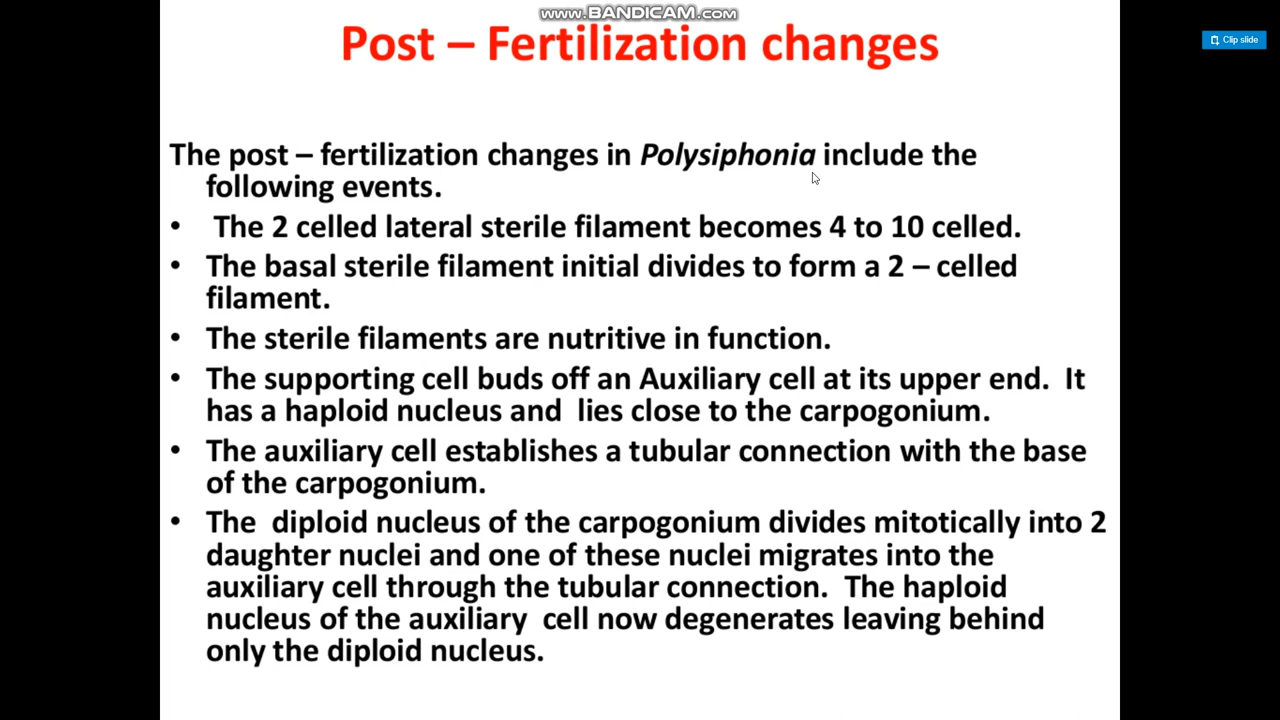 www.BANDICAM.com
Post – Fertilization changes
Clip slide
The post – fertilization changes in Polysiphonia include the
following events.
• The 2 celled lateral sterile filament becomes 4 to 10 celled.
• The basal sterile filament initial divides to form a 2 – celled
filament.
• The sterile filaments are nutritive in function.
• The supporting cell buds off an Auxiliary cell at its upper end. It
has a haploid nucleus and lies close to the carpogonium.
• The auxiliary cell establishes a tubular connection with the base
of the carpogonium.
• The diploid nucleus of the carpogonium divides mitotically into 2
daughter nuclei and one of these nuclei migrates into the
auxiliary cell through the tubular connection. The haploid
nucleus of the auxiliary cell now degenerates leaving behind
only the diploid nucleus.